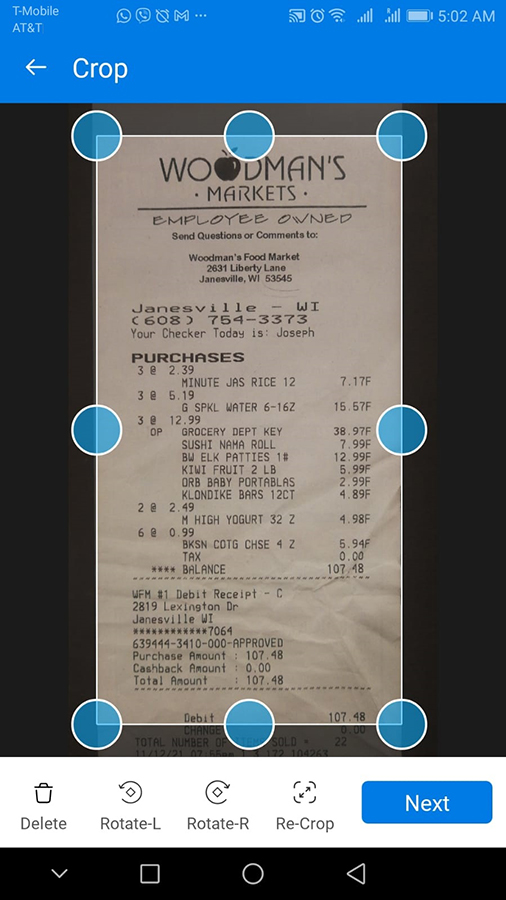 T-Mobile
AT&T
5:02 AM
Crop
WOODMAN'S
· MARKETS ·
EMPLOYEE OWNED
Send Questions or Comments to:
Woodman's Food Market
2631 Liberty Lane
Janesville, WI 53545
Janesville - WI
(608) 754-3373
Your Checker Today is: Joseph
PURCHASES
3 @ 2.39
MINUTE JAS RICE 12 7.17F
3 @ 5.19
G SPKL WATER 6-16Z 15.57F
3 @ 12.99
OP GROCERY DEPT KEY 38.97F
SUSHI NAMA ROLL 7.99F
BW ELK PATTIES 1# 12.99F
KIWI FRUIT 2 LB 5.99F
ORB BABY PORTABLAS 2.99F
KLONDIKE BARS 12CT 4.89F
2 @ 2.49
M HIGH YOGURT 32 Z 4.98F
6 @ 0.99
BKSN COTG CHSE 4 Z 5.94F
TAX 0.00
**** BALANCE 107.48
WFM #1 Debit Receipt - C
2819 Lexington Dr
Janesville WI
************7064
639444-3410-000-APPROVED
Purchase Amount : 107.48
Cashback Amount : 0.00
Total Amount : 107.48
Debit 107.48
CHANGE 0.00
TOTAL NUMBER OF ITEMS SOLD = 22
11/12/21 07:55pm 1 3 172 104263
Delete
Rotate-L
Rotate-R
Re-Crop
Next